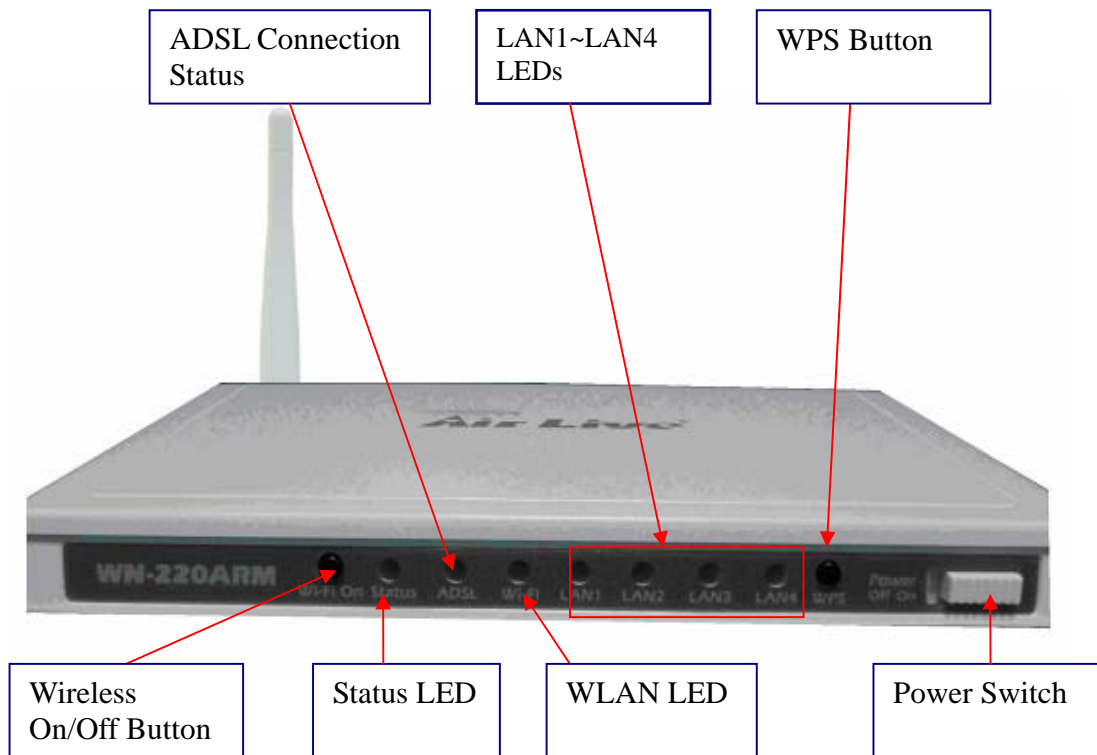 ADSL Connection
Status
LAN1~LAN4
LEDs
WPS Button
Air Live
WN-220ARM
Wi-Fi On
Status
ADSL
Wi-Fi
LAN1
LAN2
LAN3
LAN4
WPS
Power
Off On
Wireless
On/Off Button
Status LED
WLAN LED
Power Switch